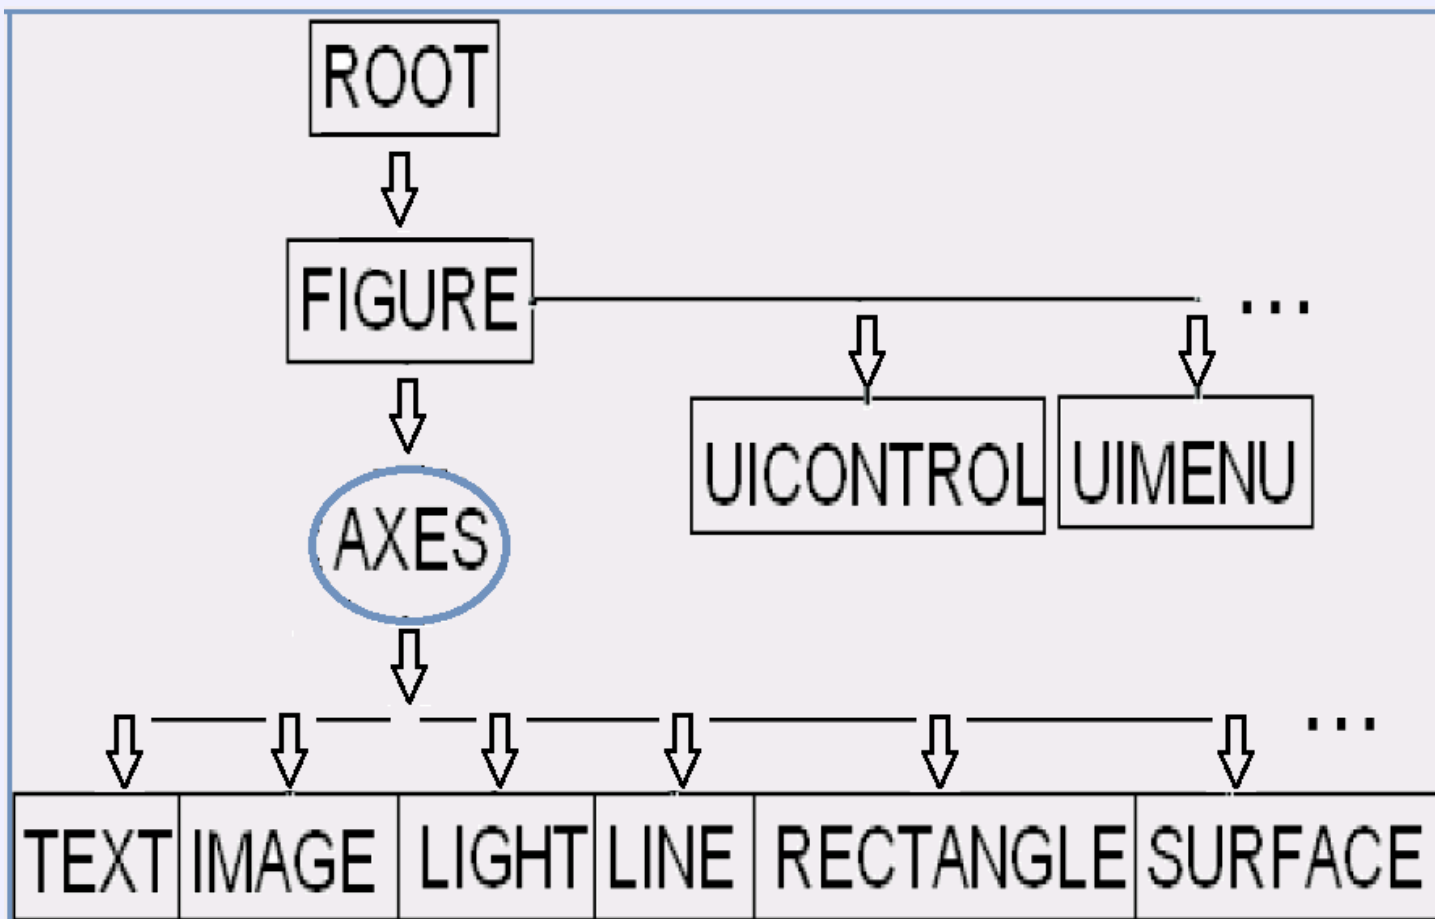 ROOT
FIGURE
...
UICONTROL UIMENU
AXES
...
TEXT IMAGE LIGHT LINE RECTANGLE SURFACE